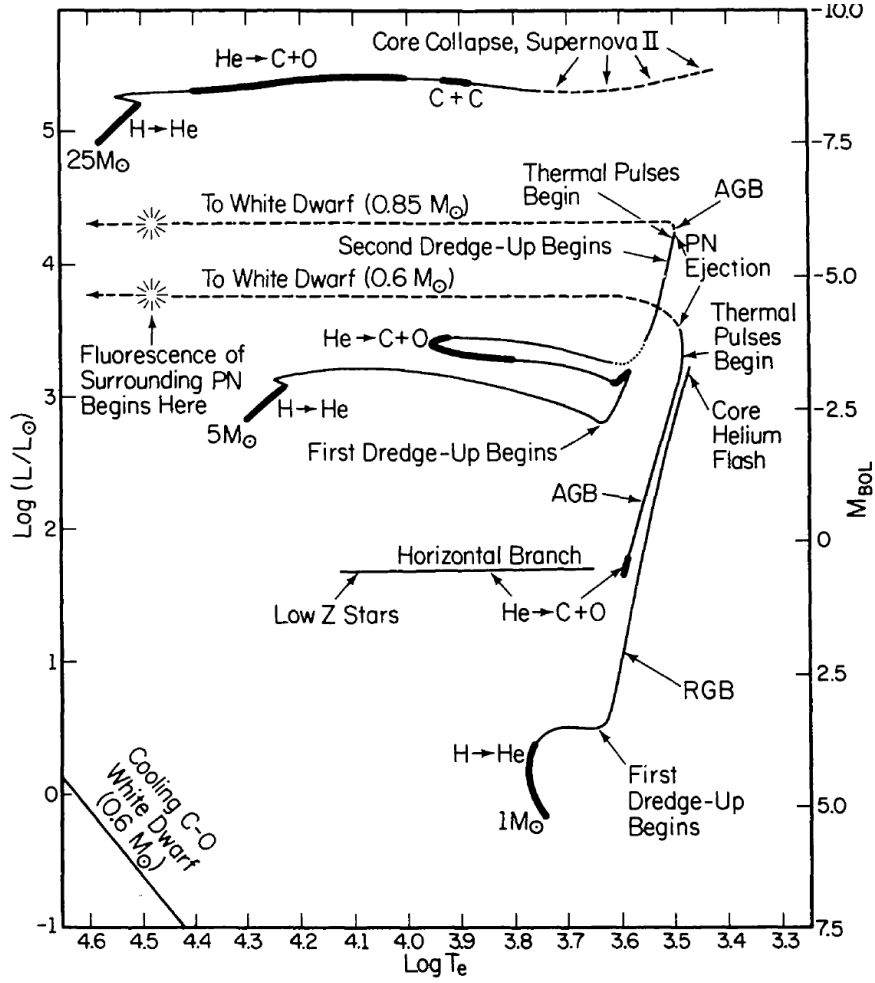 Core Collapse, Supernova II
He→C+O
C + C
H→He
25M⊙
Thermal Pulses
Begin
AGB
To White Dwarf (0.85 M⊙)
Second Dredge-Up Begins
PN
Ejection
To White Dwarf (0.6 M⊙)
Thermal
Pulses
Begin
He→C+O
Fluorescence of
Surrounding PN
Begins Here
H→He
5M⊙
First Dredge-Up Begins
Core
Helium
Flash
AGB
Horizontal Branch
Low Z Stars
He→C+O
RGB
H→He
1M⊙
First
Dredge-Up
Begins
Cooling C-O
White Dwarf
(0.6 M⊙)
Log (L/L⊙)
5
4
3
2
1
0
-1
M BOL
-10.0
-7.5
-5.0
-2.5
0
2.5
5.0
7.5
4.6 4.5 4.4 4.3 4.2 4.1 4.0 3.9 3.8 3.7 3.6 3.5 3.4 3.3
Log Te